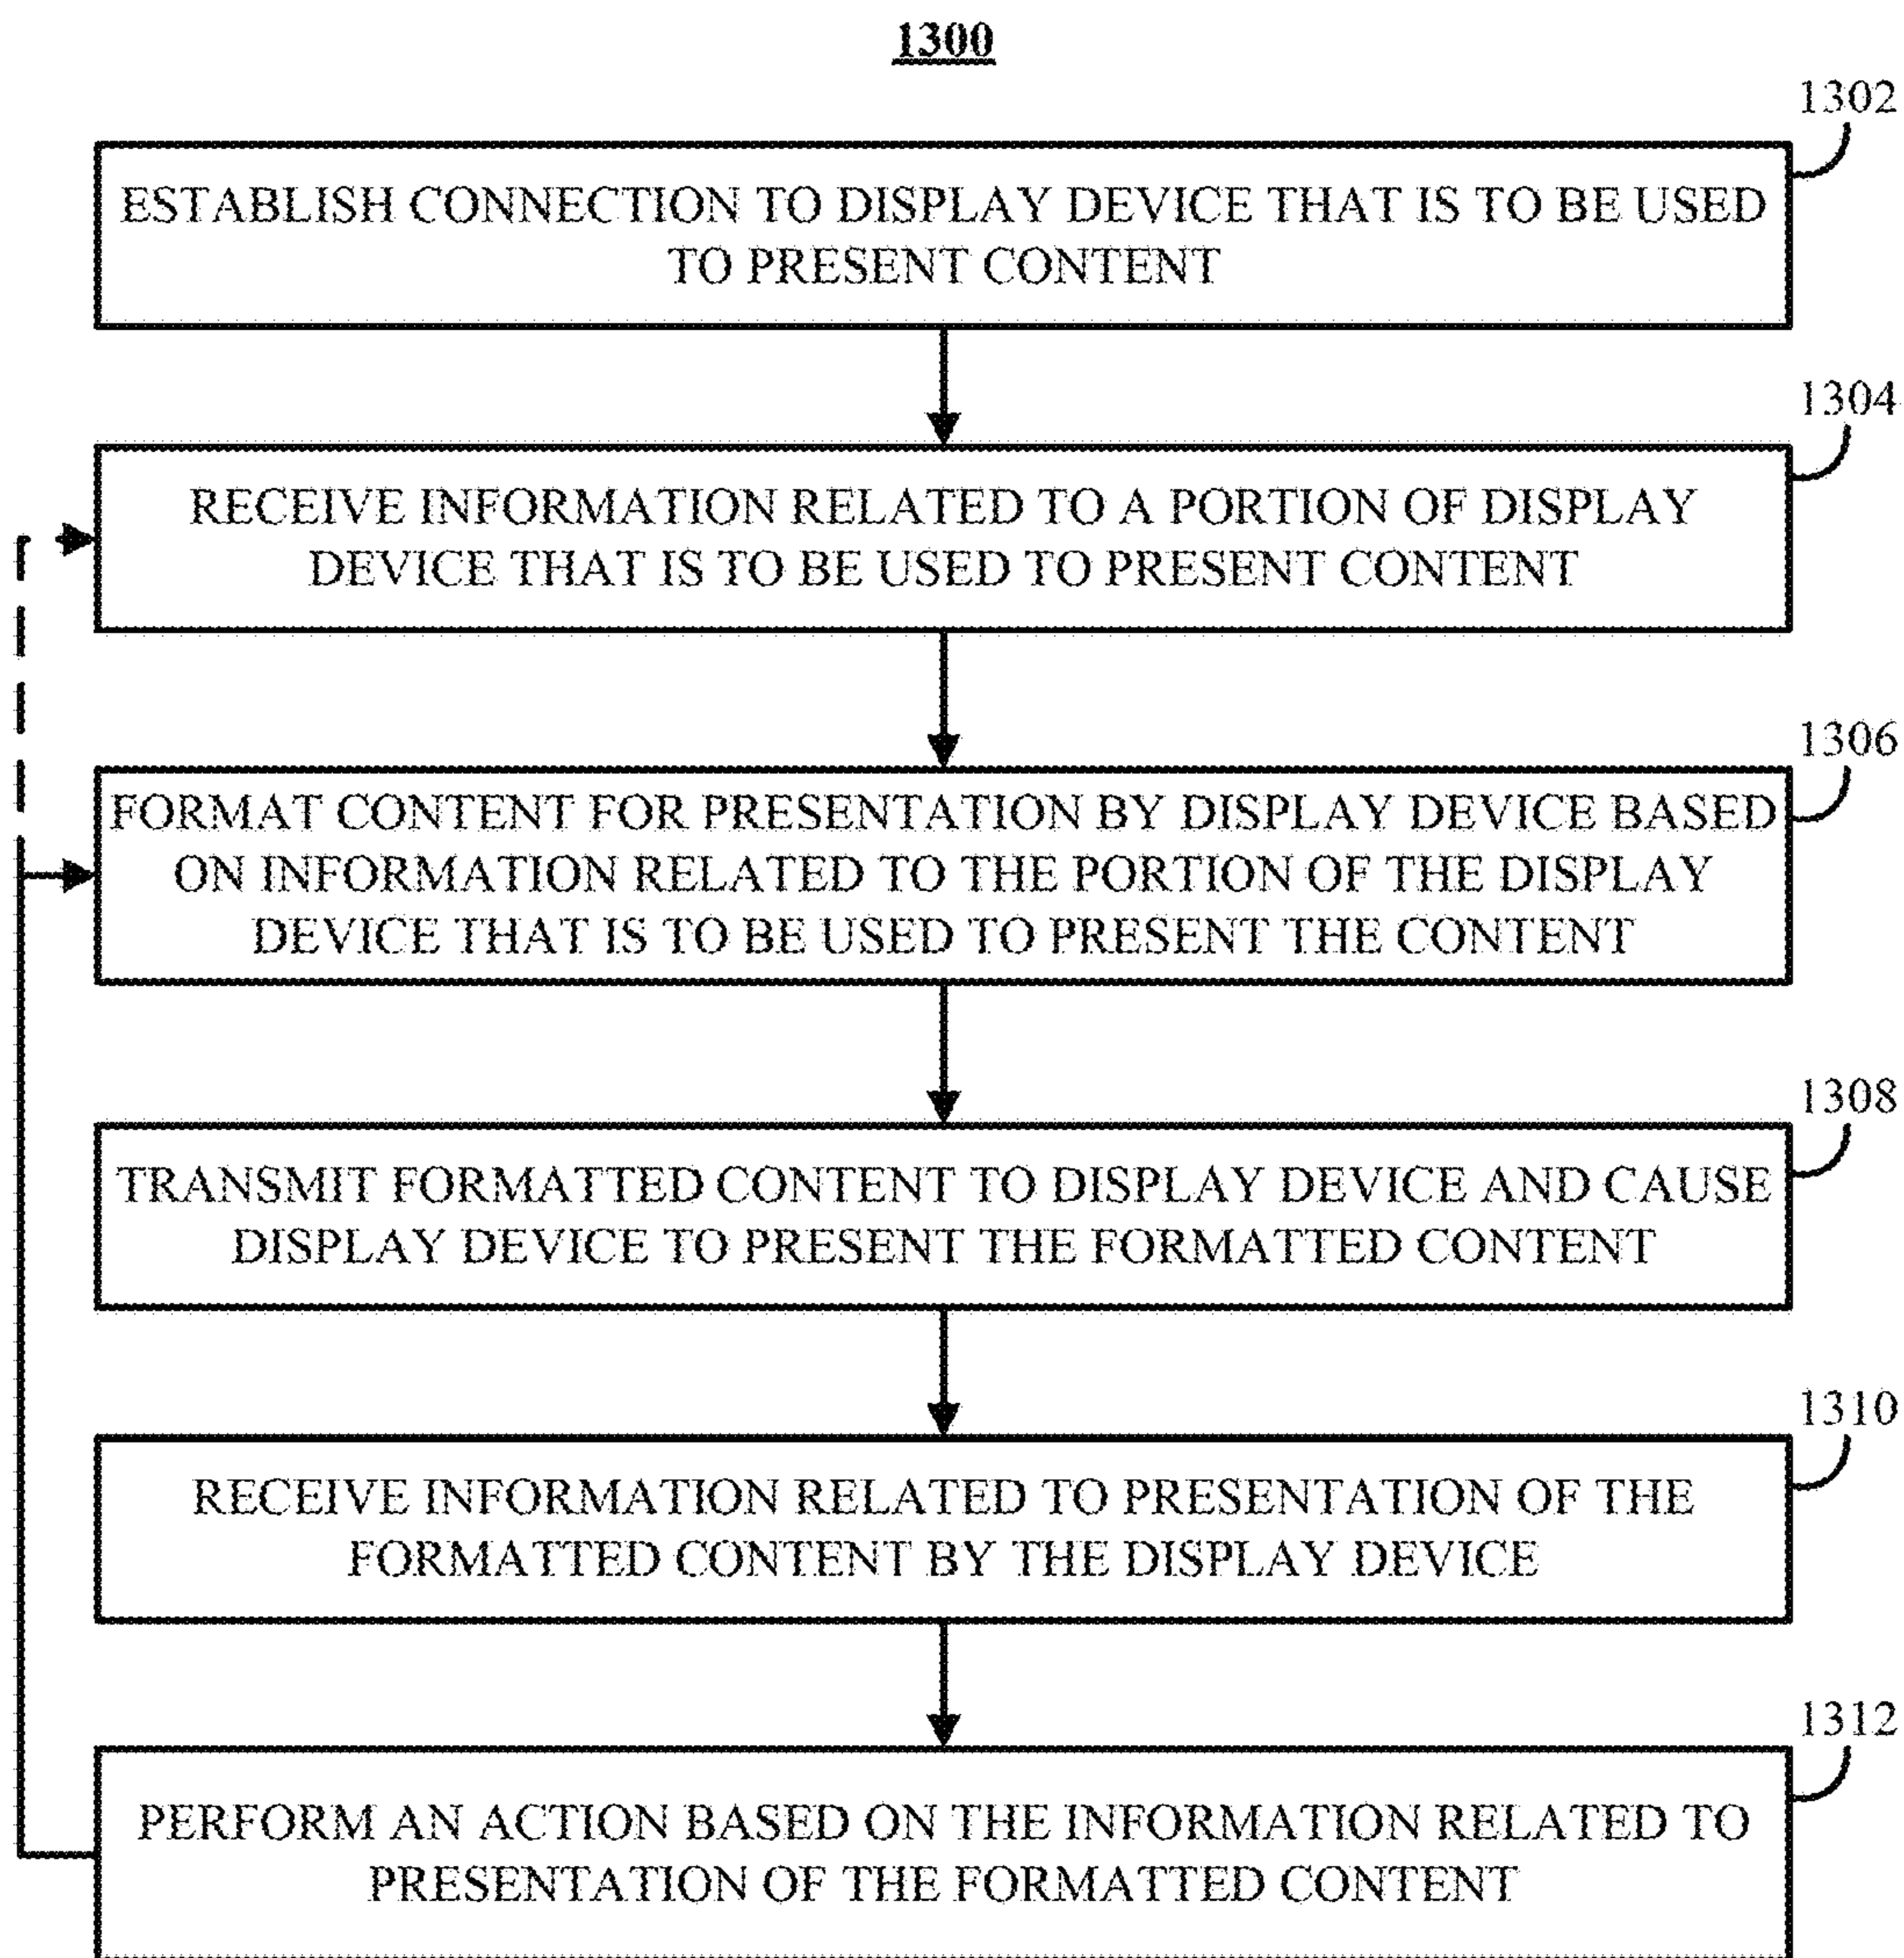 1300
1302
ESTABLISH CONNECTION TO DISPLAY DEVICE THAT IS TO BE USED
TO PRESENT CONTENT
1304
RECEIVE INFORMATION RELATED TO A PORTION OF DISPLAY
DEVICE THAT IS TO BE USED TO PRESENT CONTENT
1306
FORMAT CONTENT FOR PRESENTATION BY DISPLAY DEVICE BASED
ON INFORMATION RELATED TO THE PORTION OF THE DISPLAY
DEVICE THAT IS TO BE USED TO PRESENT THE CONTENT
1308
TRANSMIT FORMATTED CONTENT TO DISPLAY DEVICE AND CAUSE
DISPLAY DEVICE TO PRESENT THE FORMATTED CONTENT
1310
RECEIVE INFORMATION RELATED TO PRESENTATION OF THE
FORMATTED CONTENT BY THE DISPLAY DEVICE
1312
PERFORM AN ACTION BASED ON THE INFORMATION RELATED TO
PRESENTATION OF THE FORMATTED CONTENT